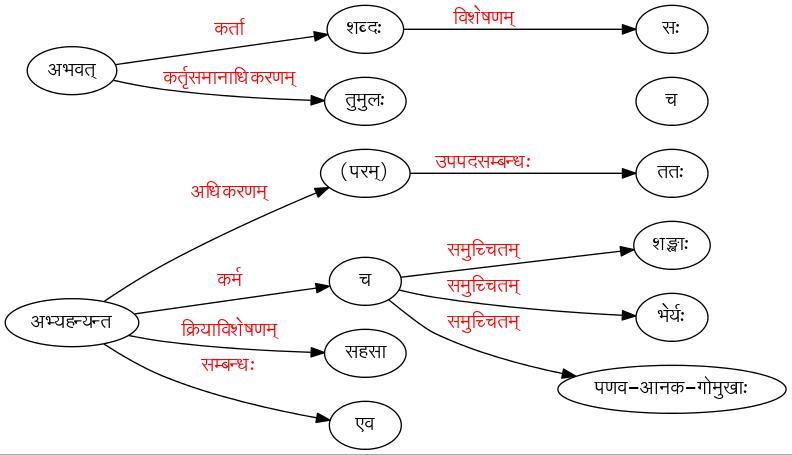 कर्ता
शब्दः
विशेषणम्
सः
अभवत्
कर्तृसमानाधिकरणम्
तुमुलः
च
(परम्)
उपपदसम्बन्धः
ततः
अधिकरणम्
शङ्खाः
समुच्चितम्
कर्म
च
समुच्चितम्
भेर्यः
अभ्यहन्यन्त
क्रियाविशेषणम्
समुच्चितम्
सहसा
सम्बन्धः
पणव-आनक-गोमुखाः
एव